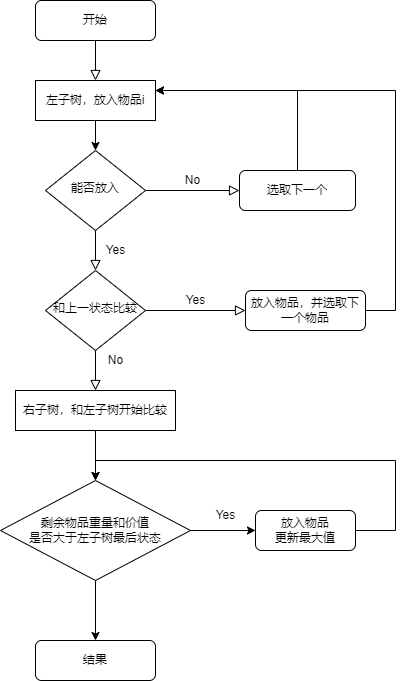 开始
左子树，放入物品i
能否放入
No
选取下一个
Yes
和上一状态比较
Yes
放入物品，并选取下
一个物品
No
右子树，和左子树开始比较
剩余物品重量和价值
是否大于左子树最后状态
Yes
放入物品
更新最大值
结果